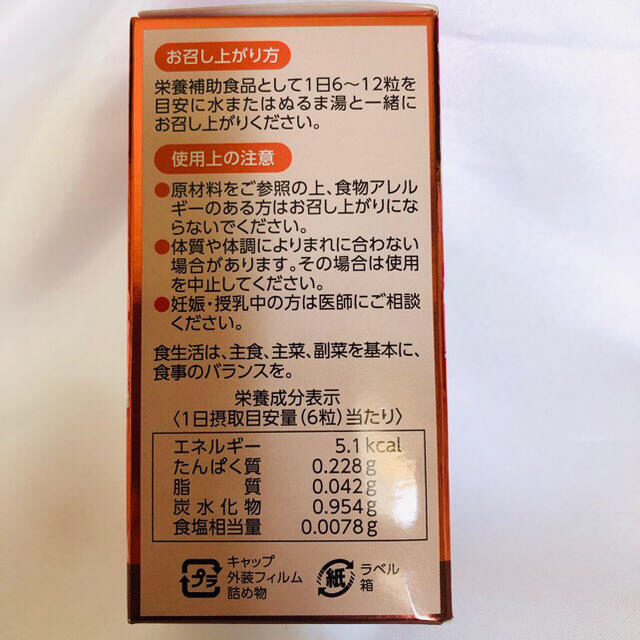 お召し上がり方
栄養補助食品として1日6〜12粒を
目安に水またはぬるま湯と一緒に
お召し上がりください。
使用上の注意
●原材料をご参照の上、食物アレル
ギーのある方はお召し上がりにな
らないでください。
●体質や体調によりまれに合わない
場合があります。その場合は使用
を中止してください。
●妊娠・授乳中の方は医師にご相談
ください。
食生活は、主食、主菜、副菜を基本に、
食事のバランスを。
栄養成分表示
〈1日摂取目安量(6粒)当たり〉
エネルギー 5.1kcal
たんぱく質 0.228g
脂質 0.042g
炭水化物 0.954g
食塩相当量 0.0078g
プラ
キャップ
外装フィルム
詰め物
紙
ラベル
箱